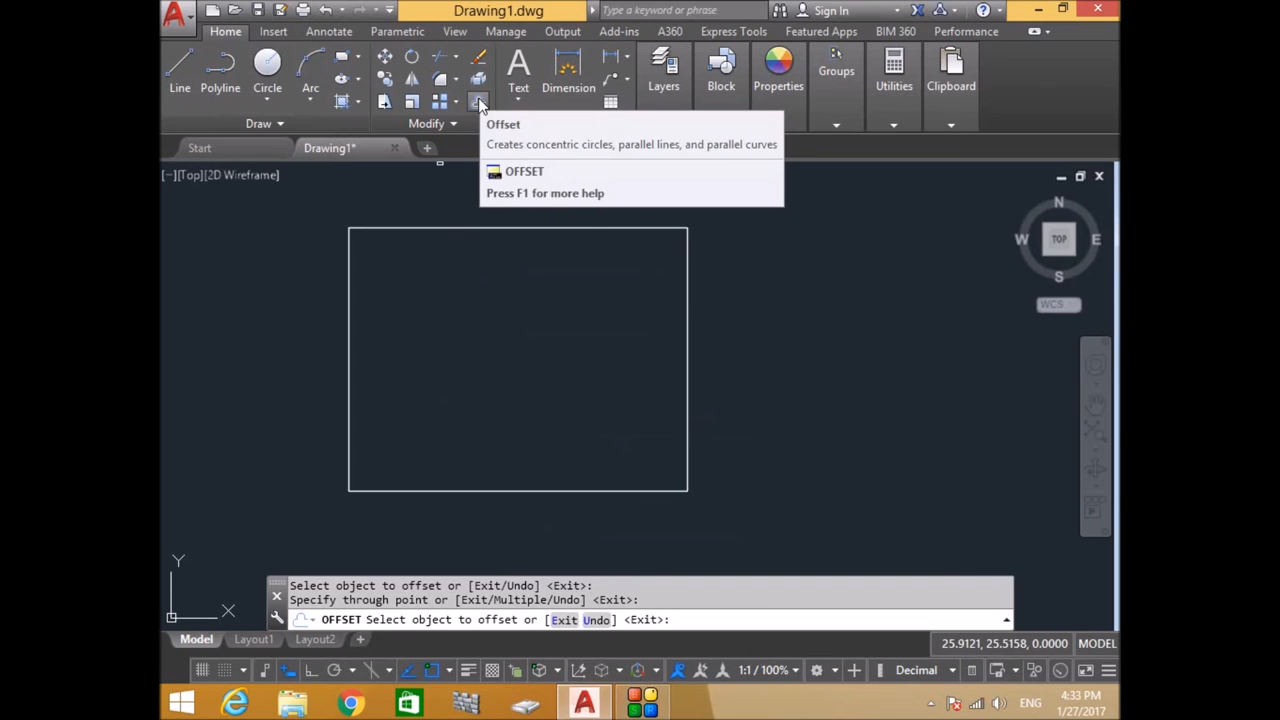 Drawing1.dwg
Type a keyword or phrase
Sign In
Home Insert Annotate Parametric View Manage Output Add-ins A360 Express Tools Featured Apps BIM 360 Performance
Line Polyline Circle Arc Text Dimension Layers Block Properties Groups Utilities Clipboard
Draw Modify
Start Drawing1*
Offset
Creates concentric circles, parallel lines, and parallel curves
OFFSET
Press F1 for more help
[−][Top][2D Wireframe]
N
W TOP E
S
WCS
Y
X
Select object to offset or [Exit/Undo] <Exit>:
Specify through point or [Exit/Multiple/Undo] <Exit>:
OFFSET Select object to offset or [Exit Undo] <Exit>:
Model Layout1 Layout2
25.9121, 25.5158, 0.0000 MODEL
1:1 / 100% Decimal
ENG
4:33 PM
1/27/2017